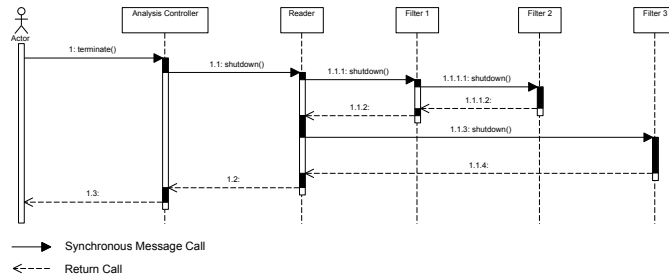 Analysis Controller
Reader
Filter 1
Filter 2
Filter 3
Actor
1: terminate()
1.1: shutdown()
1.1.1: shutdown()
1.1.1.1: shutdown()
1.1.1.2:
1.1.2:
1.1.3: shutdown()
1.1.4:
1.2:
1.3:
Synchronous Message Call
Return Call